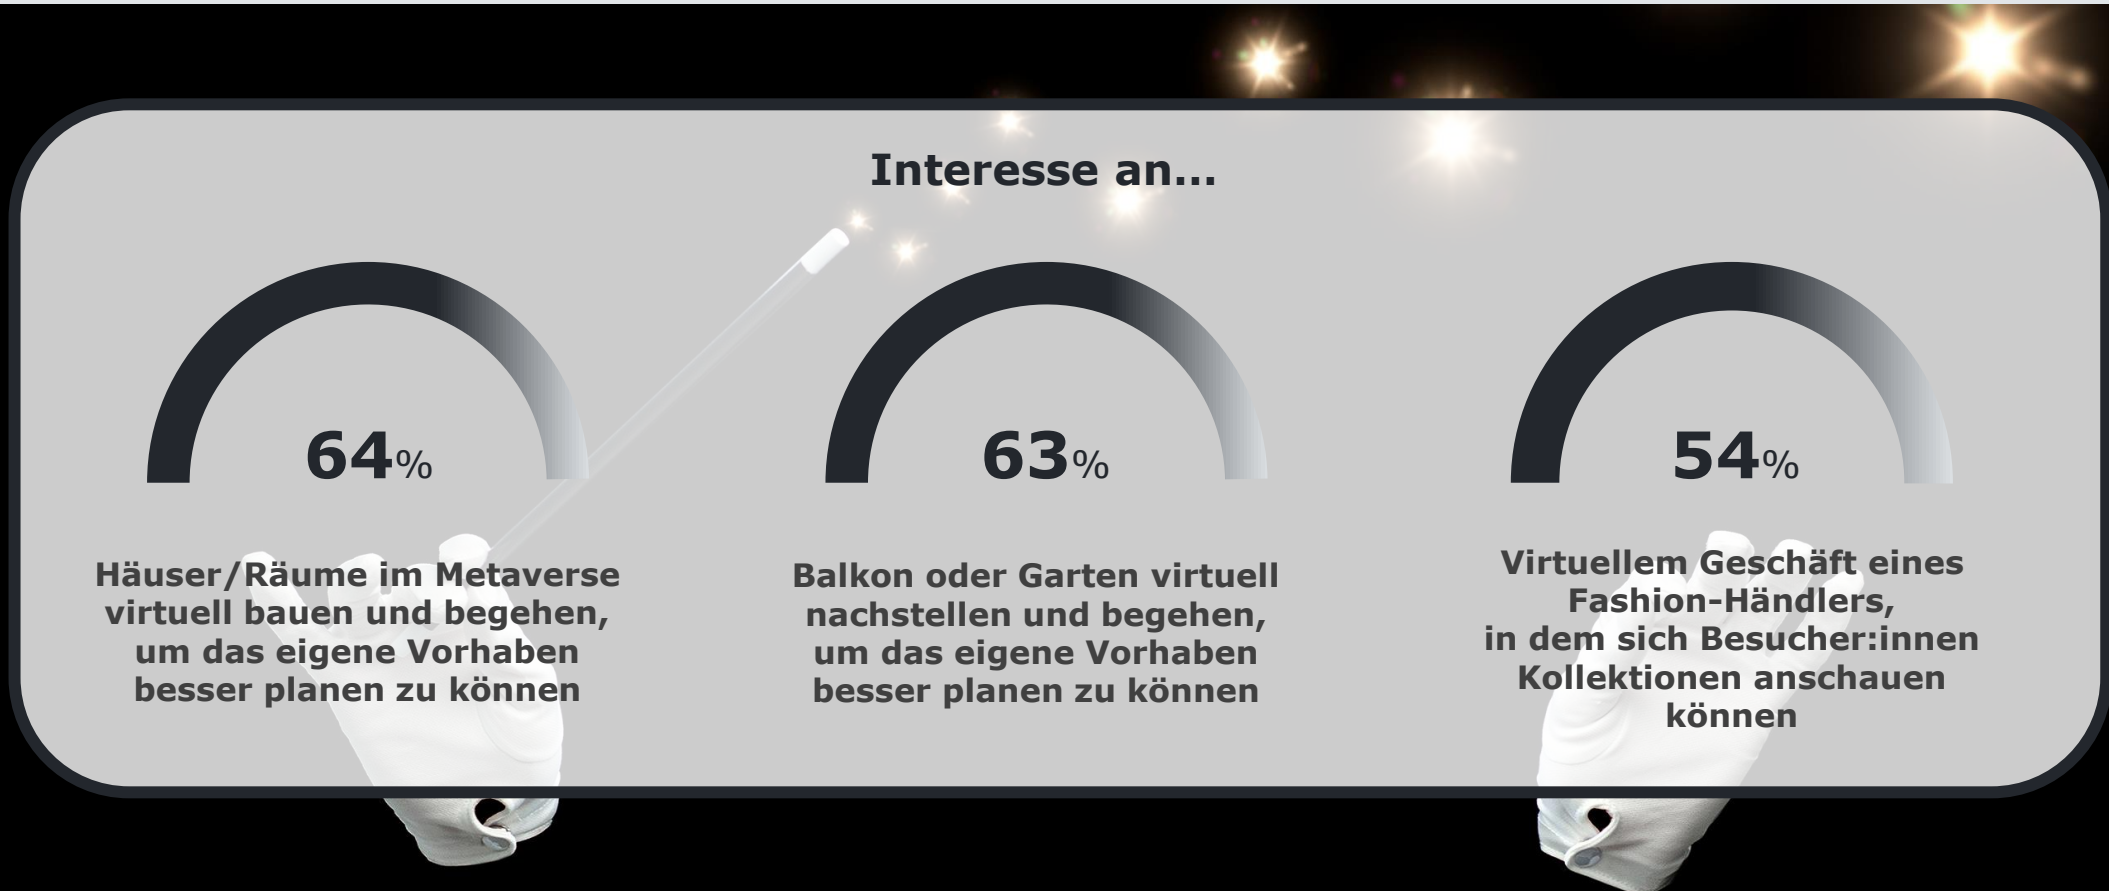 Interesse an...
64%
63%
54%
Häuser/Räume im Metaverse
virtuell bauen und begehen,
um das eigene Vorhaben
besser planen zu können
Balkon oder Garten virtuell
nachstellen und begehen,
um das eigene Vorhaben
besser planen zu können
Virtuellem Geschäft eines
Fashion-Händlers,
in dem sich Besucher:innen
Kollektionen anschauen
können